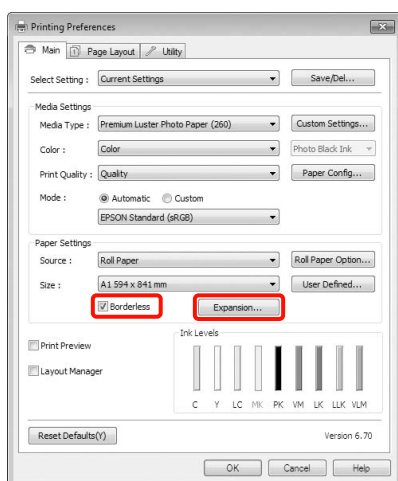 Printing Preferences
Main Page Layout Utility
Select Setting : Current Settings Save/Del...
Media Settings
Media Type : Premium Luster Photo Paper (260) Custom Settings...
Color : Color Photo Black Ink
Print Quality : Quality Paper Config...
Mode : Automatic Custom
EPSON Standard (sRGB)
Paper Settings
Source : Roll Paper Roll Paper Option...
Size : A1 594 x 841 mm User Defined...
Borderless Expansion...
Ink Levels
Print Preview
Layout Manager
C Y LC MK PK VM LK LLK VLM
Reset Defaults(Y) Version 6.70
OK Cancel Help